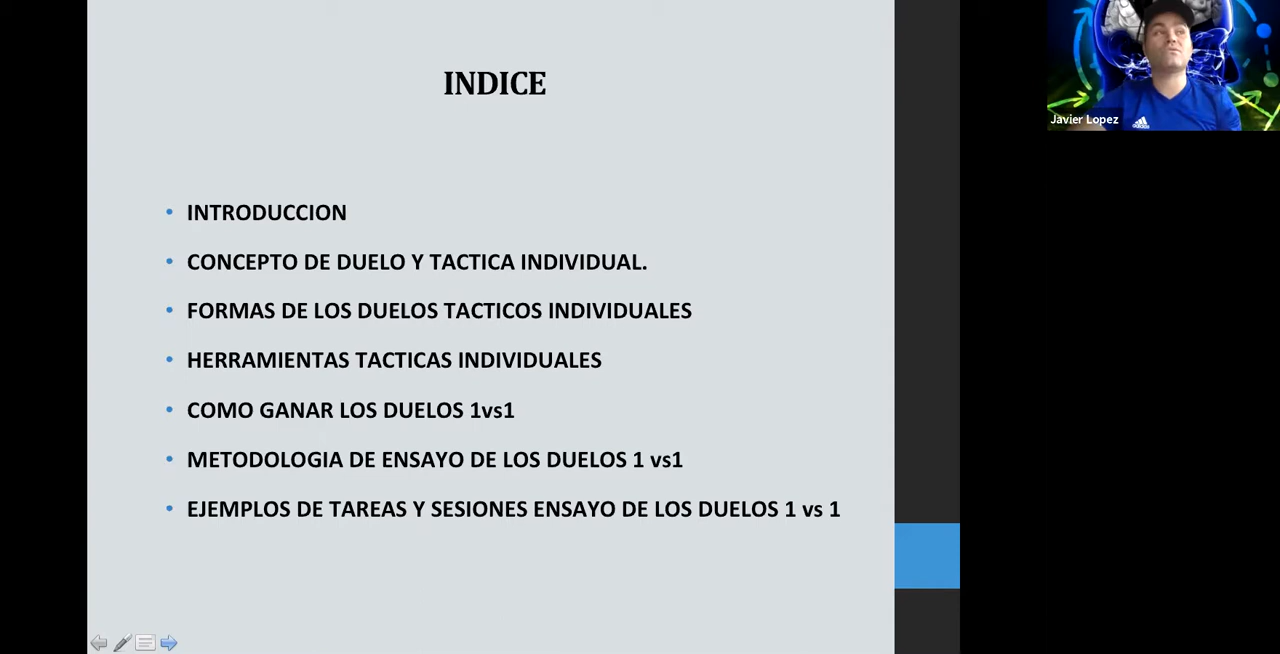 INDICE
INTRODUCCION
CONCEPTO DE DUELO Y TACTICA INDIVIDUAL.
FORMAS DE LOS DUELOS TACTICOS INDIVIDUALES
HERRAMIENTAS TACTICAS INDIVIDUALES
COMO GANAR LOS DUELOS 1vs1
METODOLOGIA DE ENSAYO DE LOS DUELOS 1 vs1
EJEMPLOS DE TAREAS Y SESIONES ENSAYO DE LOS DUELOS 1 vs 1
Javier Lopez
adidas